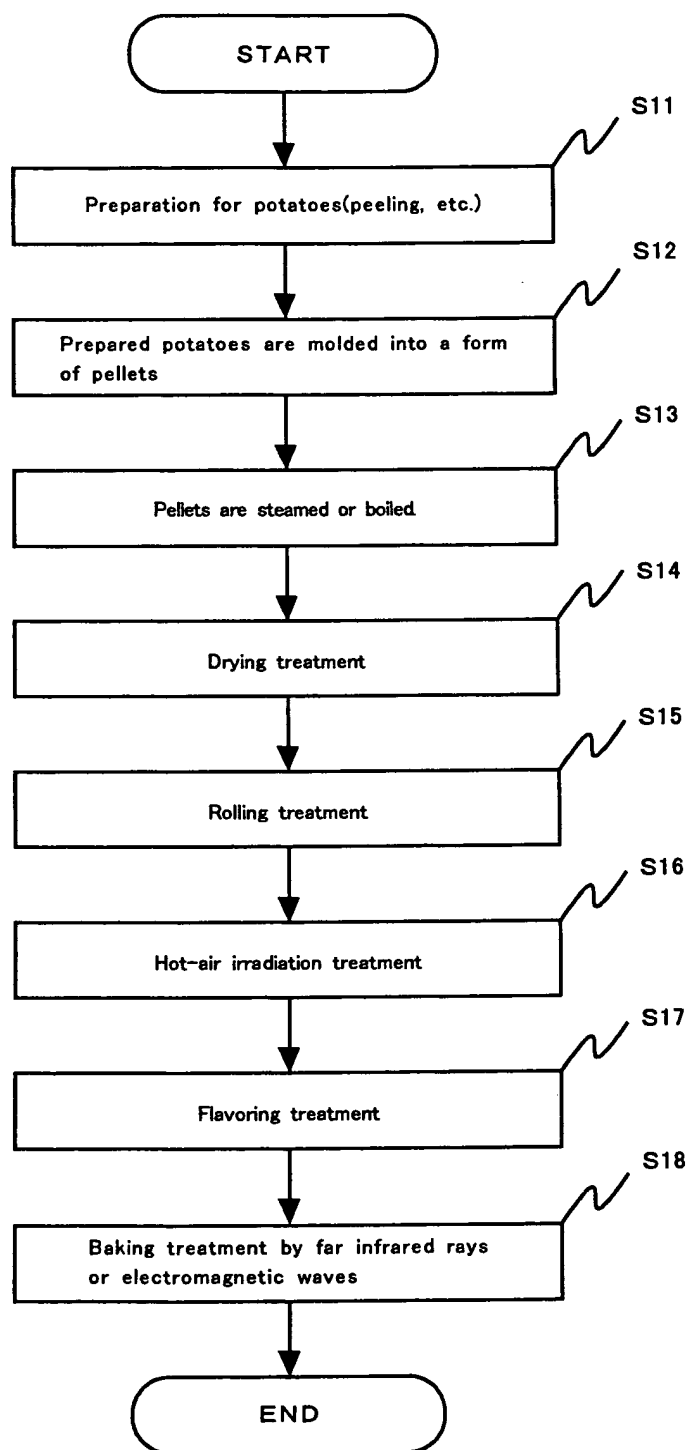 START
S11
Preparation for potatoes(peeling, etc.)
S12
Prepared potatoes are molded into a form
of pellets
S13
Pellets are steamed or boiled.
S14
Drying treatment
S15
Rolling treatment
S16
Hot-air irradiation treatment
S17
Flavoring treatment
S18
Baking treatment by far infrared rays
or electromagnetic waves
END